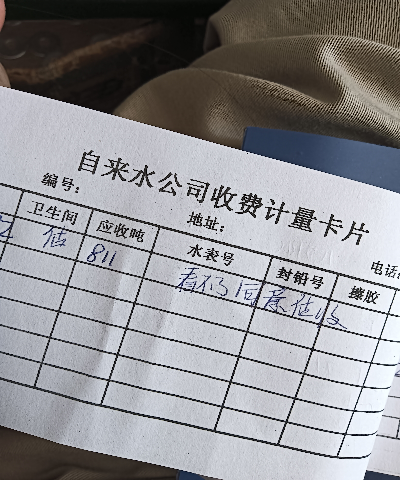 自来水公司收费计量卡片
编号： 地址： 电话
卫生间 应收吨 水表号 封铅号 擦胶
估 811 看不 同意估收